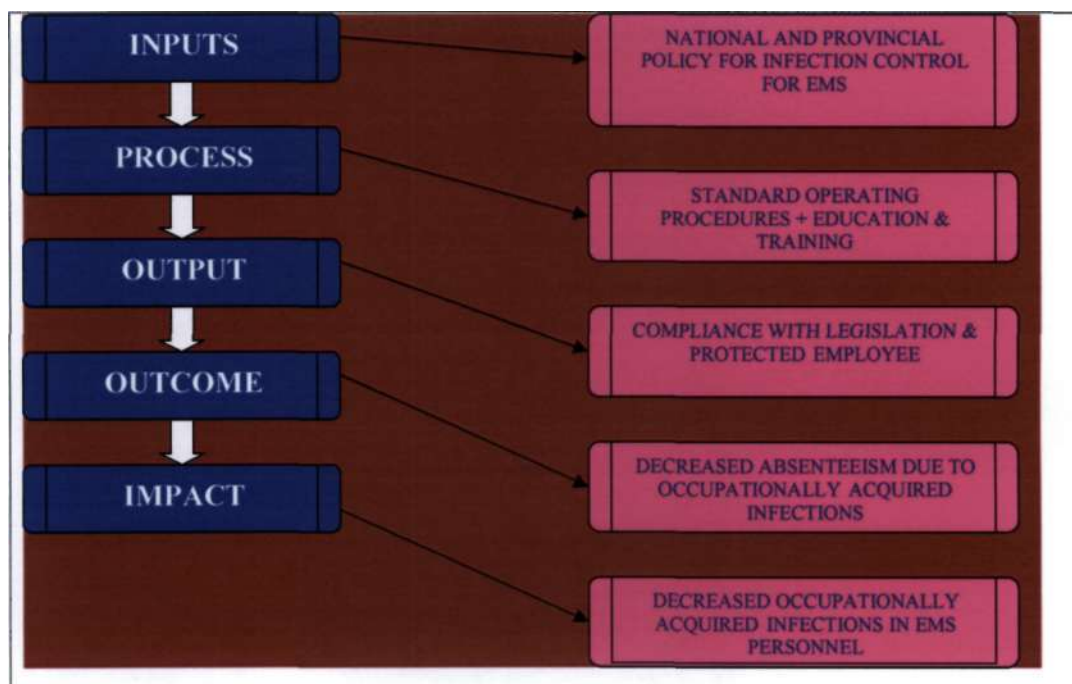 INPUTS
NATIONAL AND PROVINCIAL
POLICY FOR INFECTION CONTROL
FOR EMS
PROCESS
STANDARD OPERATING
PROCEDURES + EDUCATION &
TRAINING
OUTPUT
COMPLIANCE WITH LEGISLATION &
PROTECTED EMPLOYEE
OUTCOME
DECREASED ABSENTEEISM DUE TO
OCCUPATIONALLY ACQUIRED
INFECTIONS
IMPACT
DECREASED OCCUPATIONALLY
ACQUIRED INFECTIONS IN EMS
PERSONNEL